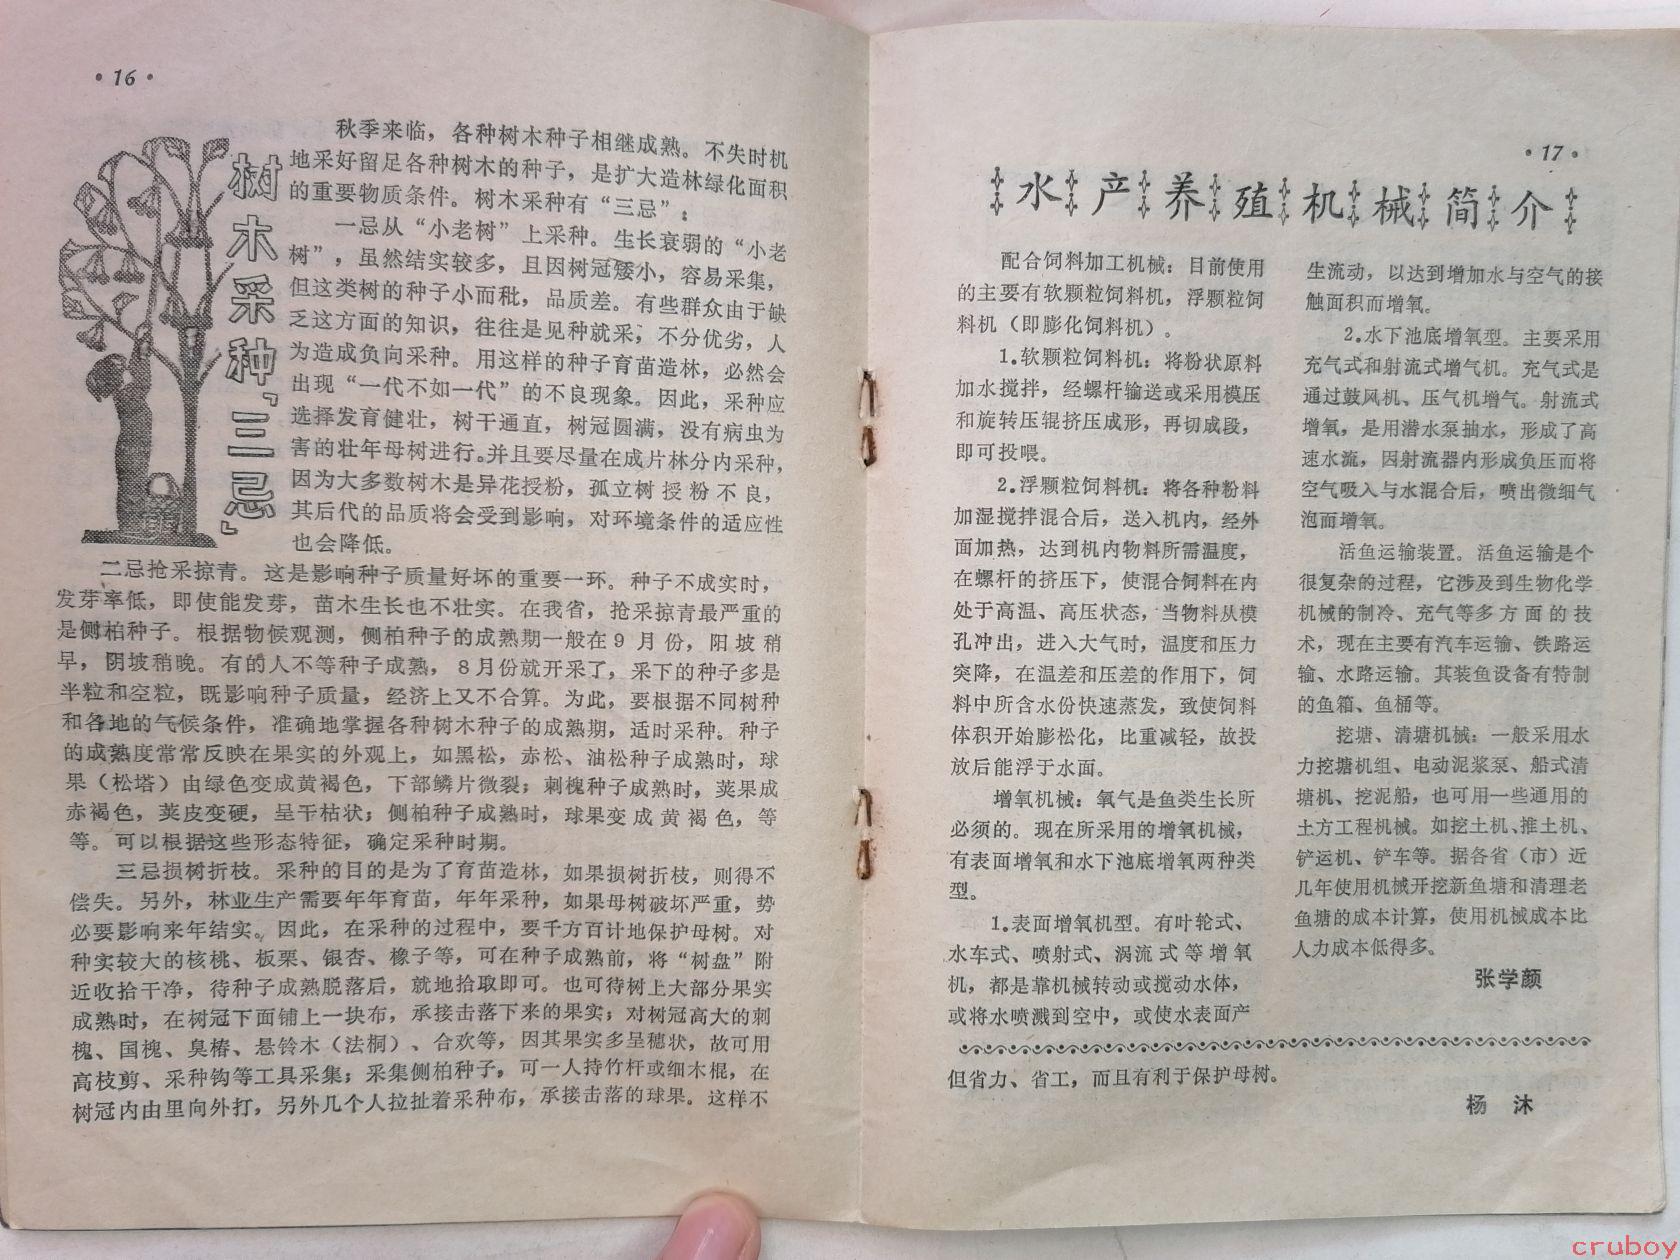 ·16·
树木采种“三忌”
秋季来临，各种树木种子相继成熟。不失时机
地采好留足各种树木的种子，是扩大造林绿化面积
的重要物质条件。树木采种有“三忌”：
一忌从“小老树”上采种。生长衰弱的“小老
树”，虽然结实较多，且因树冠矮小，容易采集，
但这类树的种子小而秕，品质差。有些群众由于缺
乏这方面的知识，往往是见种就采，不分优劣，人
为造成负向采种。用这样的种子育苗造林，必然会
出现“一代不如一代”的不良现象。因此，采种应
选择发育健壮，树干通直，树冠圆满，没有病虫为
害的壮年母树进行。并且要尽量在成片林分内采种，
因为大多数树木是异花授粉，孤立树授粉不良，
其后代的品质将会受到影响，对环境条件的适应性
也会降低。
二忌抢采掠青。这是影响种子质量好坏的重要一环。种子不成实时，
发芽率低，即使能发芽，苗木生长也不壮实。在我省，抢采掠青最严重的
是侧柏种子。根据物候观测，侧柏种子的成熟期一般在9月份，阳坡稍
早，阴坡稍晚。有的人不等种子成熟，8月份就开采了，采下的种子多是
半粒和空粒，既影响种子质量，经济上又不合算。为此，要根据不同树种
和各地的气候条件，准确地掌握各种树木种子的成熟期，适时采种。种子
的成熟度常常反映在果实的外观上，如黑松，赤松、油松种子成熟时，球
果（松塔）由绿色变成黄褐色，下部鳞片微裂；刺槐种子成熟时，荚果成
赤褐色，荚皮变硬，呈干枯状；侧柏种子成熟时，球果变成黄褐色，等
等。可以根据这些形态特征，确定采种时期。
三忌损树折枝。采种的目的是为了育苗造林，如果损树折枝，则得不
偿失。另外，林业生产需要年年育苗，年年采种，如果母树破坏严重，势
必要影响来年结实。因此，在采种的过程中，要千方百计地保护母树。对
种实较大的核桃、板栗、银杏、橡子等，可在种子成熟前，将“树盘”附
近收拾干净，待种子成熟脱落后，就地拾取即可。也可待树上大部分果实
成熟时，在树冠下面铺上一块布，承接击落下来的果实；对树冠高大的刺
槐、国槐、臭椿、悬铃木（法桐）、合欢等，因其果实多呈穗状，故可用
高枝剪、采种钩等工具采集；采集侧柏种子，可一人持竹杆或细木棍，在
树冠内由里向外打，另外几个人拉扯着采种布，承接击落的球果。这样不
·17·
水产养殖机械简介
配合饲料加工机械：目前使用
的主要有软颗粒饲料机，浮颗粒饲
料机（即膨化饲料机）。
1.软颗粒饲料机：将粉状原料
加水搅拌，经螺杆输送或采用模压
和旋转压辊挤压成形，再切成段，
即可投喂。
2.浮颗粒饲料机：将各种粉料
加湿搅拌混合后，送入机内，经外
面加热，达到机内物料所需温度，
在螺杆的挤压下，使混合饲料在内
处于高温、高压状态，当物料从模
孔冲出，进入大气时，温度和压力
突降，在温差和压差的作用下，饲
料中所含水份快速蒸发，致使饲料
体积开始膨松化，比重减轻，故投
放后能浮于水面。
增氧机械：氧气是鱼类生长所
必须的。现在所采用的增氧机械，
有表面增氧和水下池底增氧两种类
型。
1.表面增氧机型。有叶轮式、
水车式、喷射式、涡流式等增氧
机，都是靠机械转动或搅动水体，
或将水喷溅到空中，或使水表面产
生流动，以达到增加水与空气的接
触面积而增氧。
2.水下池底增氧型。主要采用
充气式和射流式增气机。充气式是
通过鼓风机、压气机增气。射流式
增氧，是用潜水泵抽水，形成了高
速水流，因射流器内形成负压而将
空气吸入与水混合后，喷出微细气
泡而增氧。
活鱼运输装置。活鱼运输是个
很复杂的过程，它涉及到生物化学
机械的制冷、充气等多方面的技
术，现在主要有汽车运输、铁路运
输、水路运输。其装鱼设备有特制
的鱼箱、鱼桶等。
挖塘、清塘机械：一般采用水
力挖塘机组、电动泥浆泵、船式清
塘机、挖泥船，也可用一些通用的
土方工程机械。如挖土机、推土机、
铲运机、铲车等。据各省（市）近
几年使用机械开挖新鱼塘和清理老
鱼塘的成本计算，使用机械成本比
人力成本低得多。
张学颜
但省力、省工，而且有利于保护母树。
杨 沐
cruboy